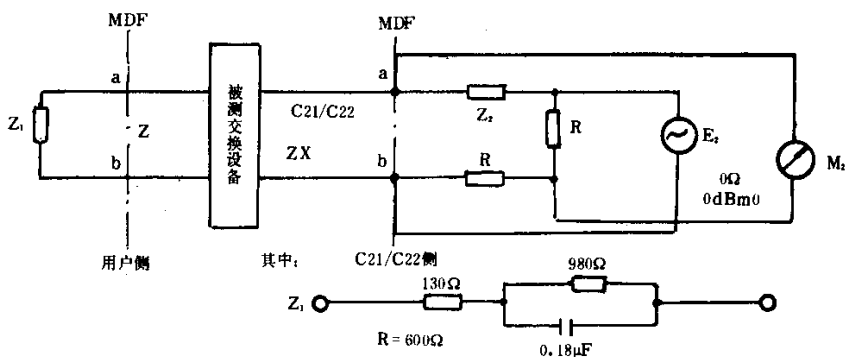 MDF
MDF
a
a
Z₁
Z
b
被测交换设备
C21/C22
ZX
b
Z₂
R
R
E₂
0Ω
0dBm0
M₂
用户侧
其中:
C21/C22侧
Z₁
130Ω
980Ω
0.18μF
R=600Ω